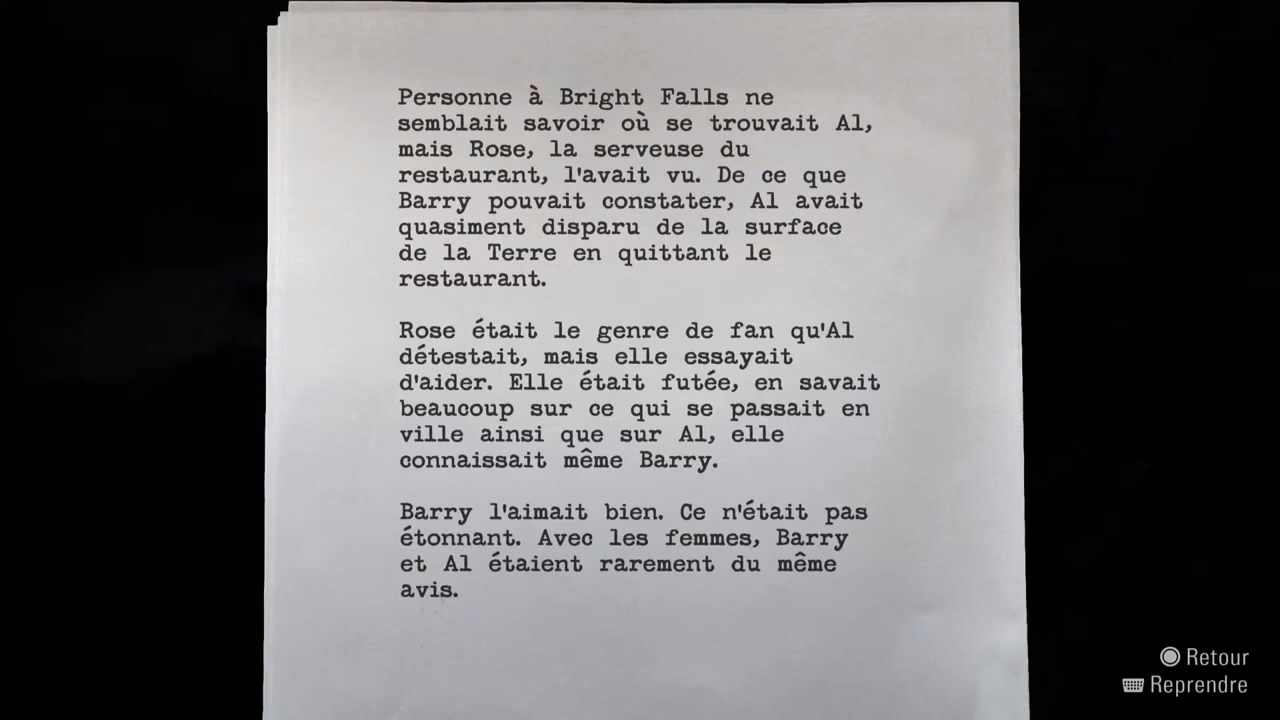 Personne à Bright Falls ne
semblait savoir où se trouvait Al,
mais Rose, la serveuse du
restaurant, l'avait vu. De ce que
Barry pouvait constater, Al avait
quasiment disparu de la surface
de la Terre en quittant le
restaurant.
Rose était le genre de fan qu'Al
détestait, mais elle essayait
d'aider. Elle était futée, en savait
beaucoup sur ce qui se passait en
ville ainsi que sur Al, elle
connaissait même Barry.
Barry l'aimait bien. Ce n'était pas
étonnant. Avec les femmes, Barry
et Al étaient rarement du même
avis.
Retour
Reprendre